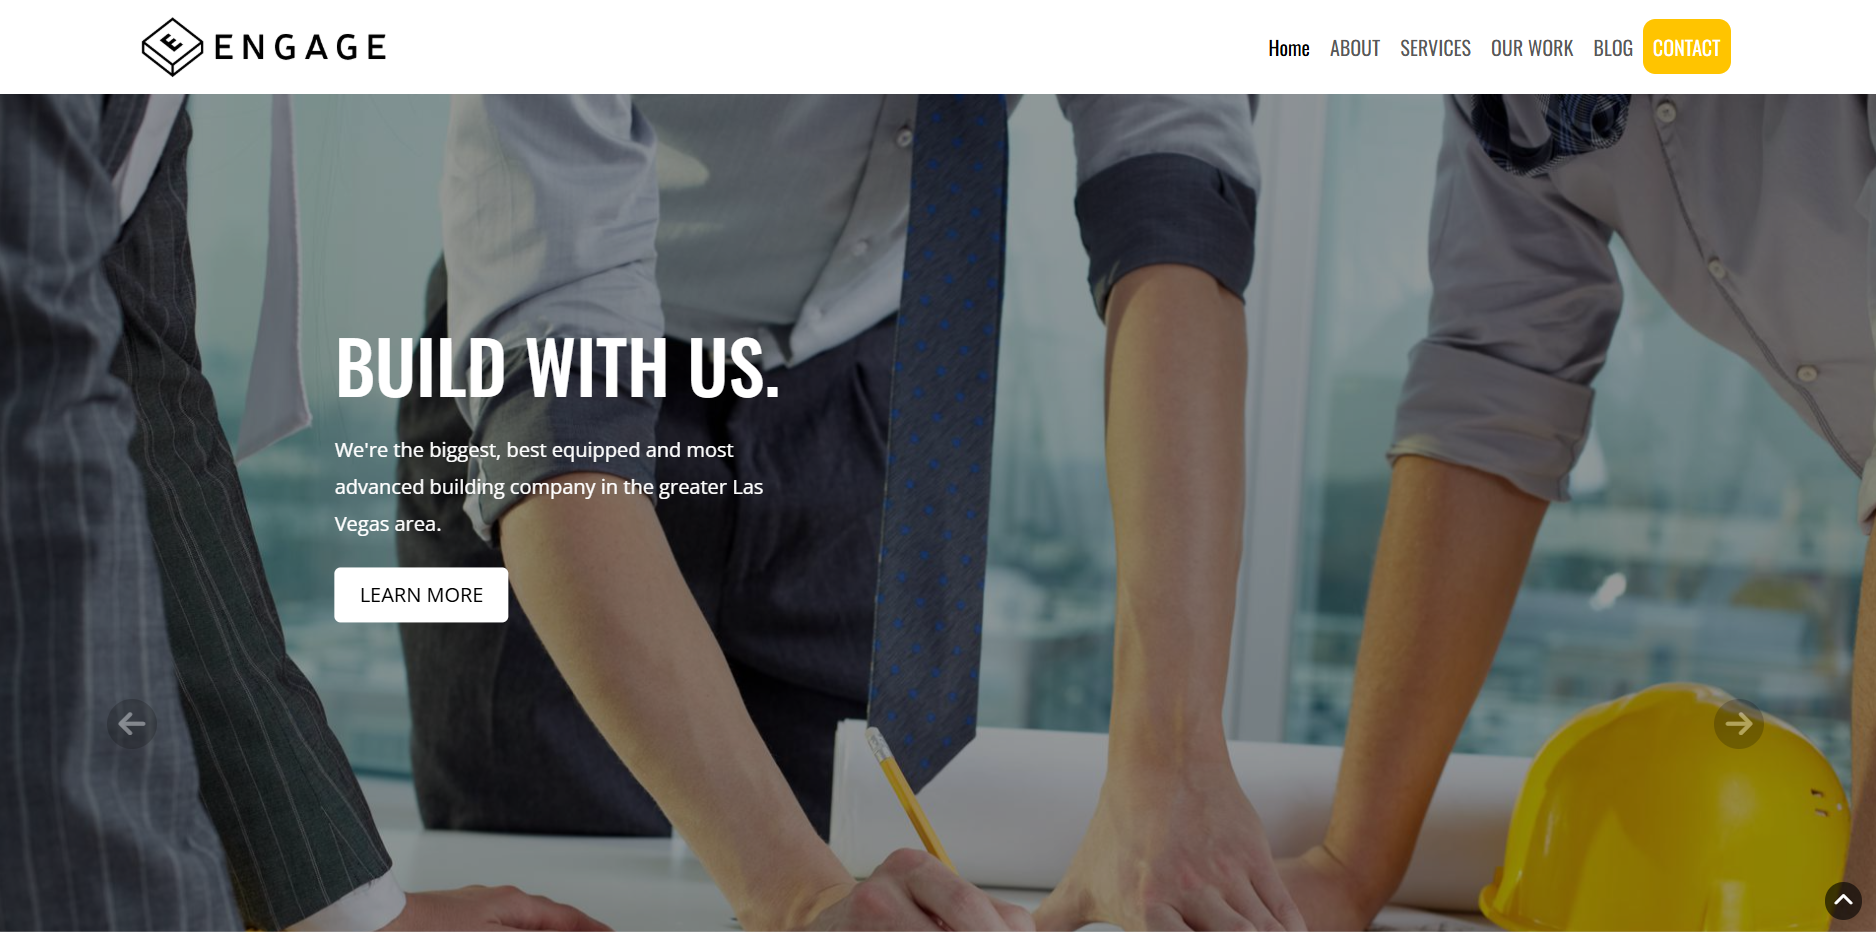 E ENGAGE
Home ABOUT SERVICES OUR WORK BLOG CONTACT
BUILD WITH US.
We're the biggest, best equipped and most
advanced building company in the greater Las
Vegas area.
LEARN MORE